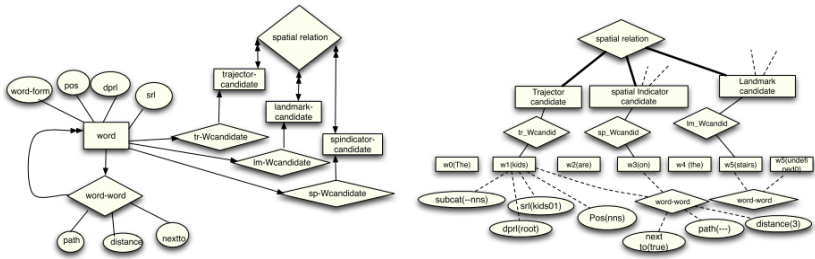 spatial relation
trajector-
candidate
landmark-
candidate
spindicator-
candidate
word-form
pos
dprl
srl
word
tr-Wcandidate
lm-Wcandidate
sp-Wcandidate
word-word
path
distance
nextto
spatial relation
Trajector
candidate
spatial Indicator
candidate
Landmark
candidate
tr_Wcandid
sp_Wcandid
lm_Wcandid
w0(The)
w1(kids)
w2(are)
w3(on)
w4 (the)
w5(stairs)
w5(undefi
ned0)
subcat(--nns)
srl(kids01)
dprl(root)
Pos(nns)
word-word
word-word
next
to(true)
path(---)
distance(3)